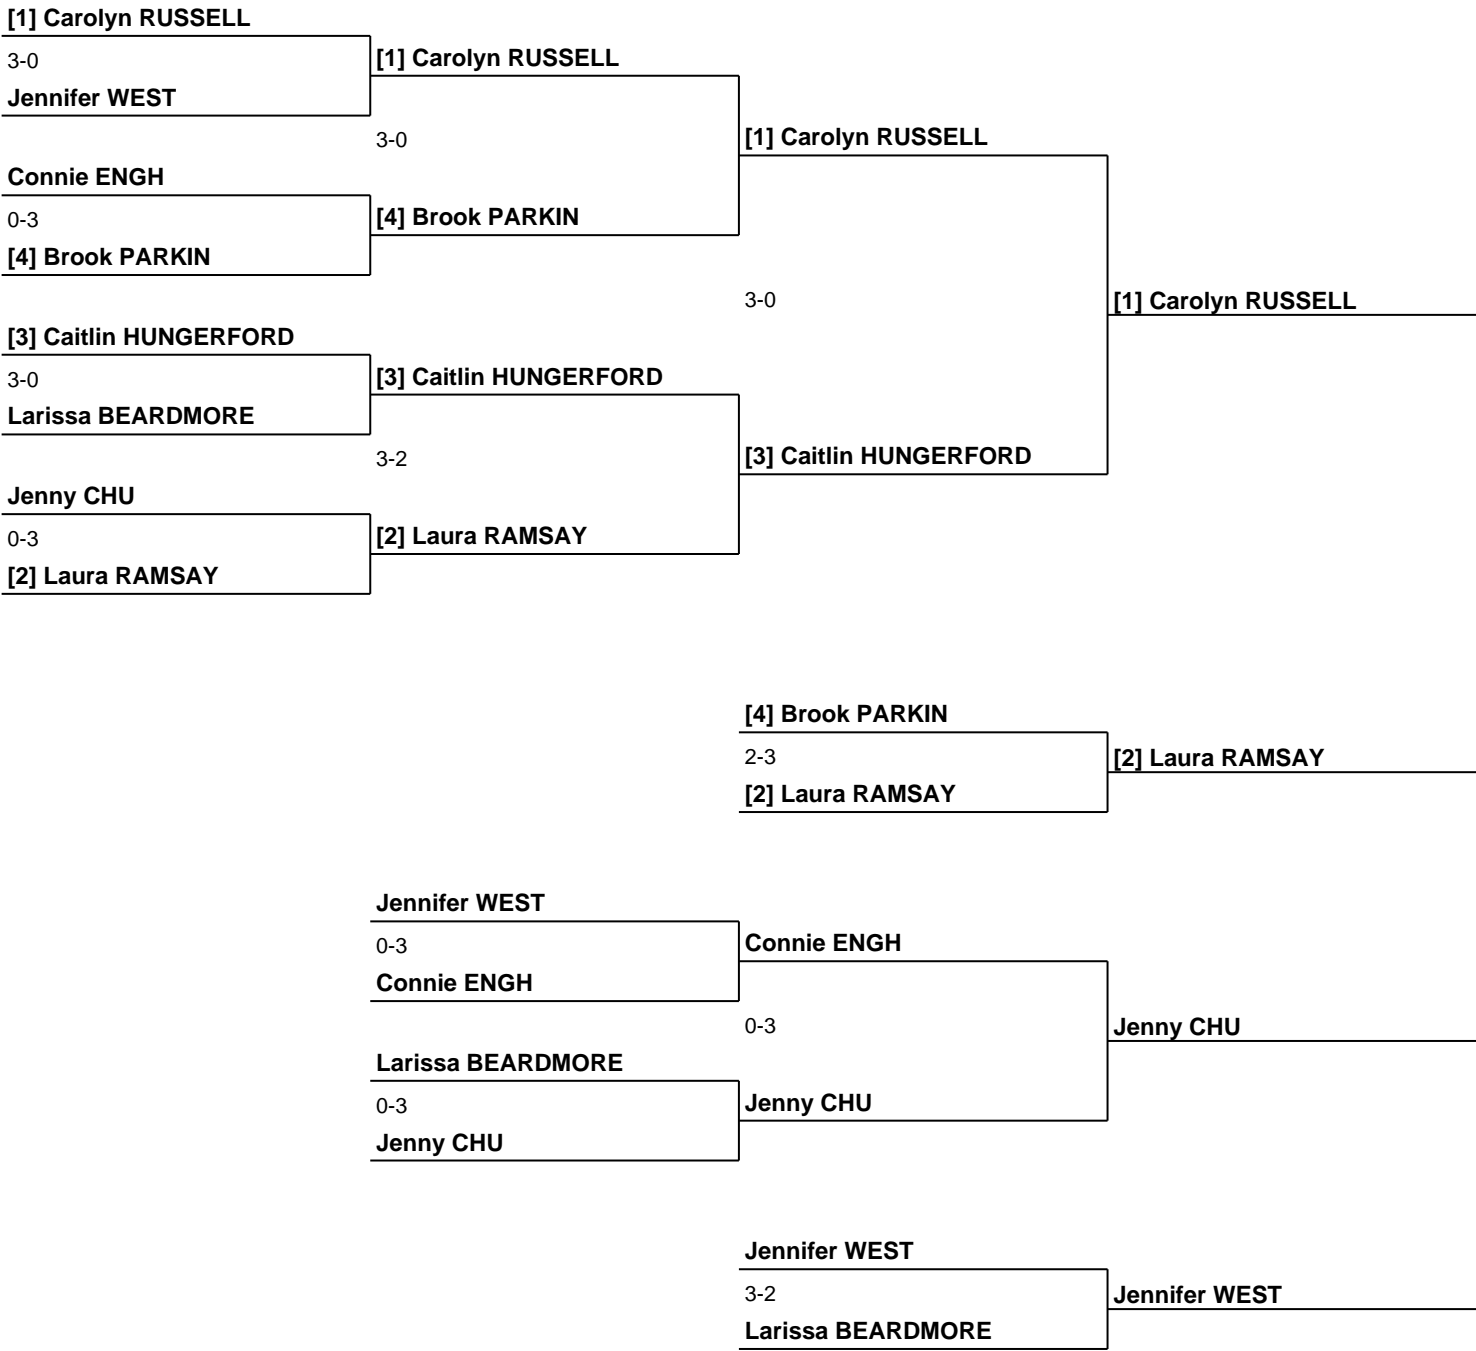 [1] Carolyn RUSSELL
3-0
Jennifer WEST
[1] Carolyn RUSSELL
3-0
Connie ENGH
0-3
[4] Brook PARKIN
[4] Brook PARKIN
[1] Carolyn RUSSELL
3-0
[1] Carolyn RUSSELL
[3] Caitlin HUNGERFORD
3-0
Larissa BEARDMORE
[3] Caitlin HUNGERFORD
3-2
Jenny CHU
0-3
[2] Laura RAMSAY
[2] Laura RAMSAY
[3] Caitlin HUNGERFORD
[4] Brook PARKIN
2-3
[2] Laura RAMSAY
[2] Laura RAMSAY
Jennifer WEST
0-3
Connie ENGH
Connie ENGH
0-3
Jenny CHU
Larissa BEARDMORE
0-3
Jenny CHU
Jenny CHU
Jennifer WEST
3-2
Larissa BEARDMORE
Jennifer WEST